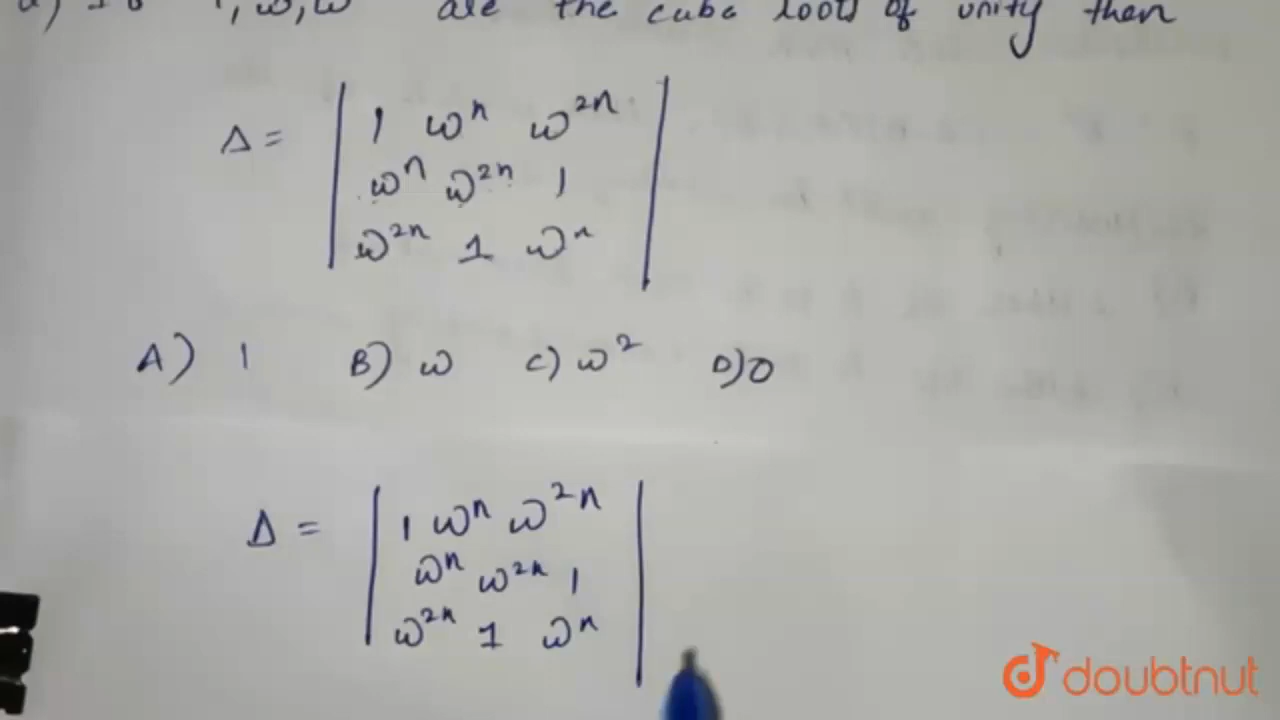 1, ω, ω are the cube roots of unity then
Δ = | 1 ωⁿ ω²ⁿ |
| ωⁿ ω²ⁿ 1 |
| ω²ⁿ 1 ωⁿ |
A) 1 B) ω C) ω² D) 0
Δ = | 1 ωⁿ ω²ⁿ |
| ωⁿ ω²ⁿ 1 |
| ω²ⁿ 1 ωⁿ |
doubtnut